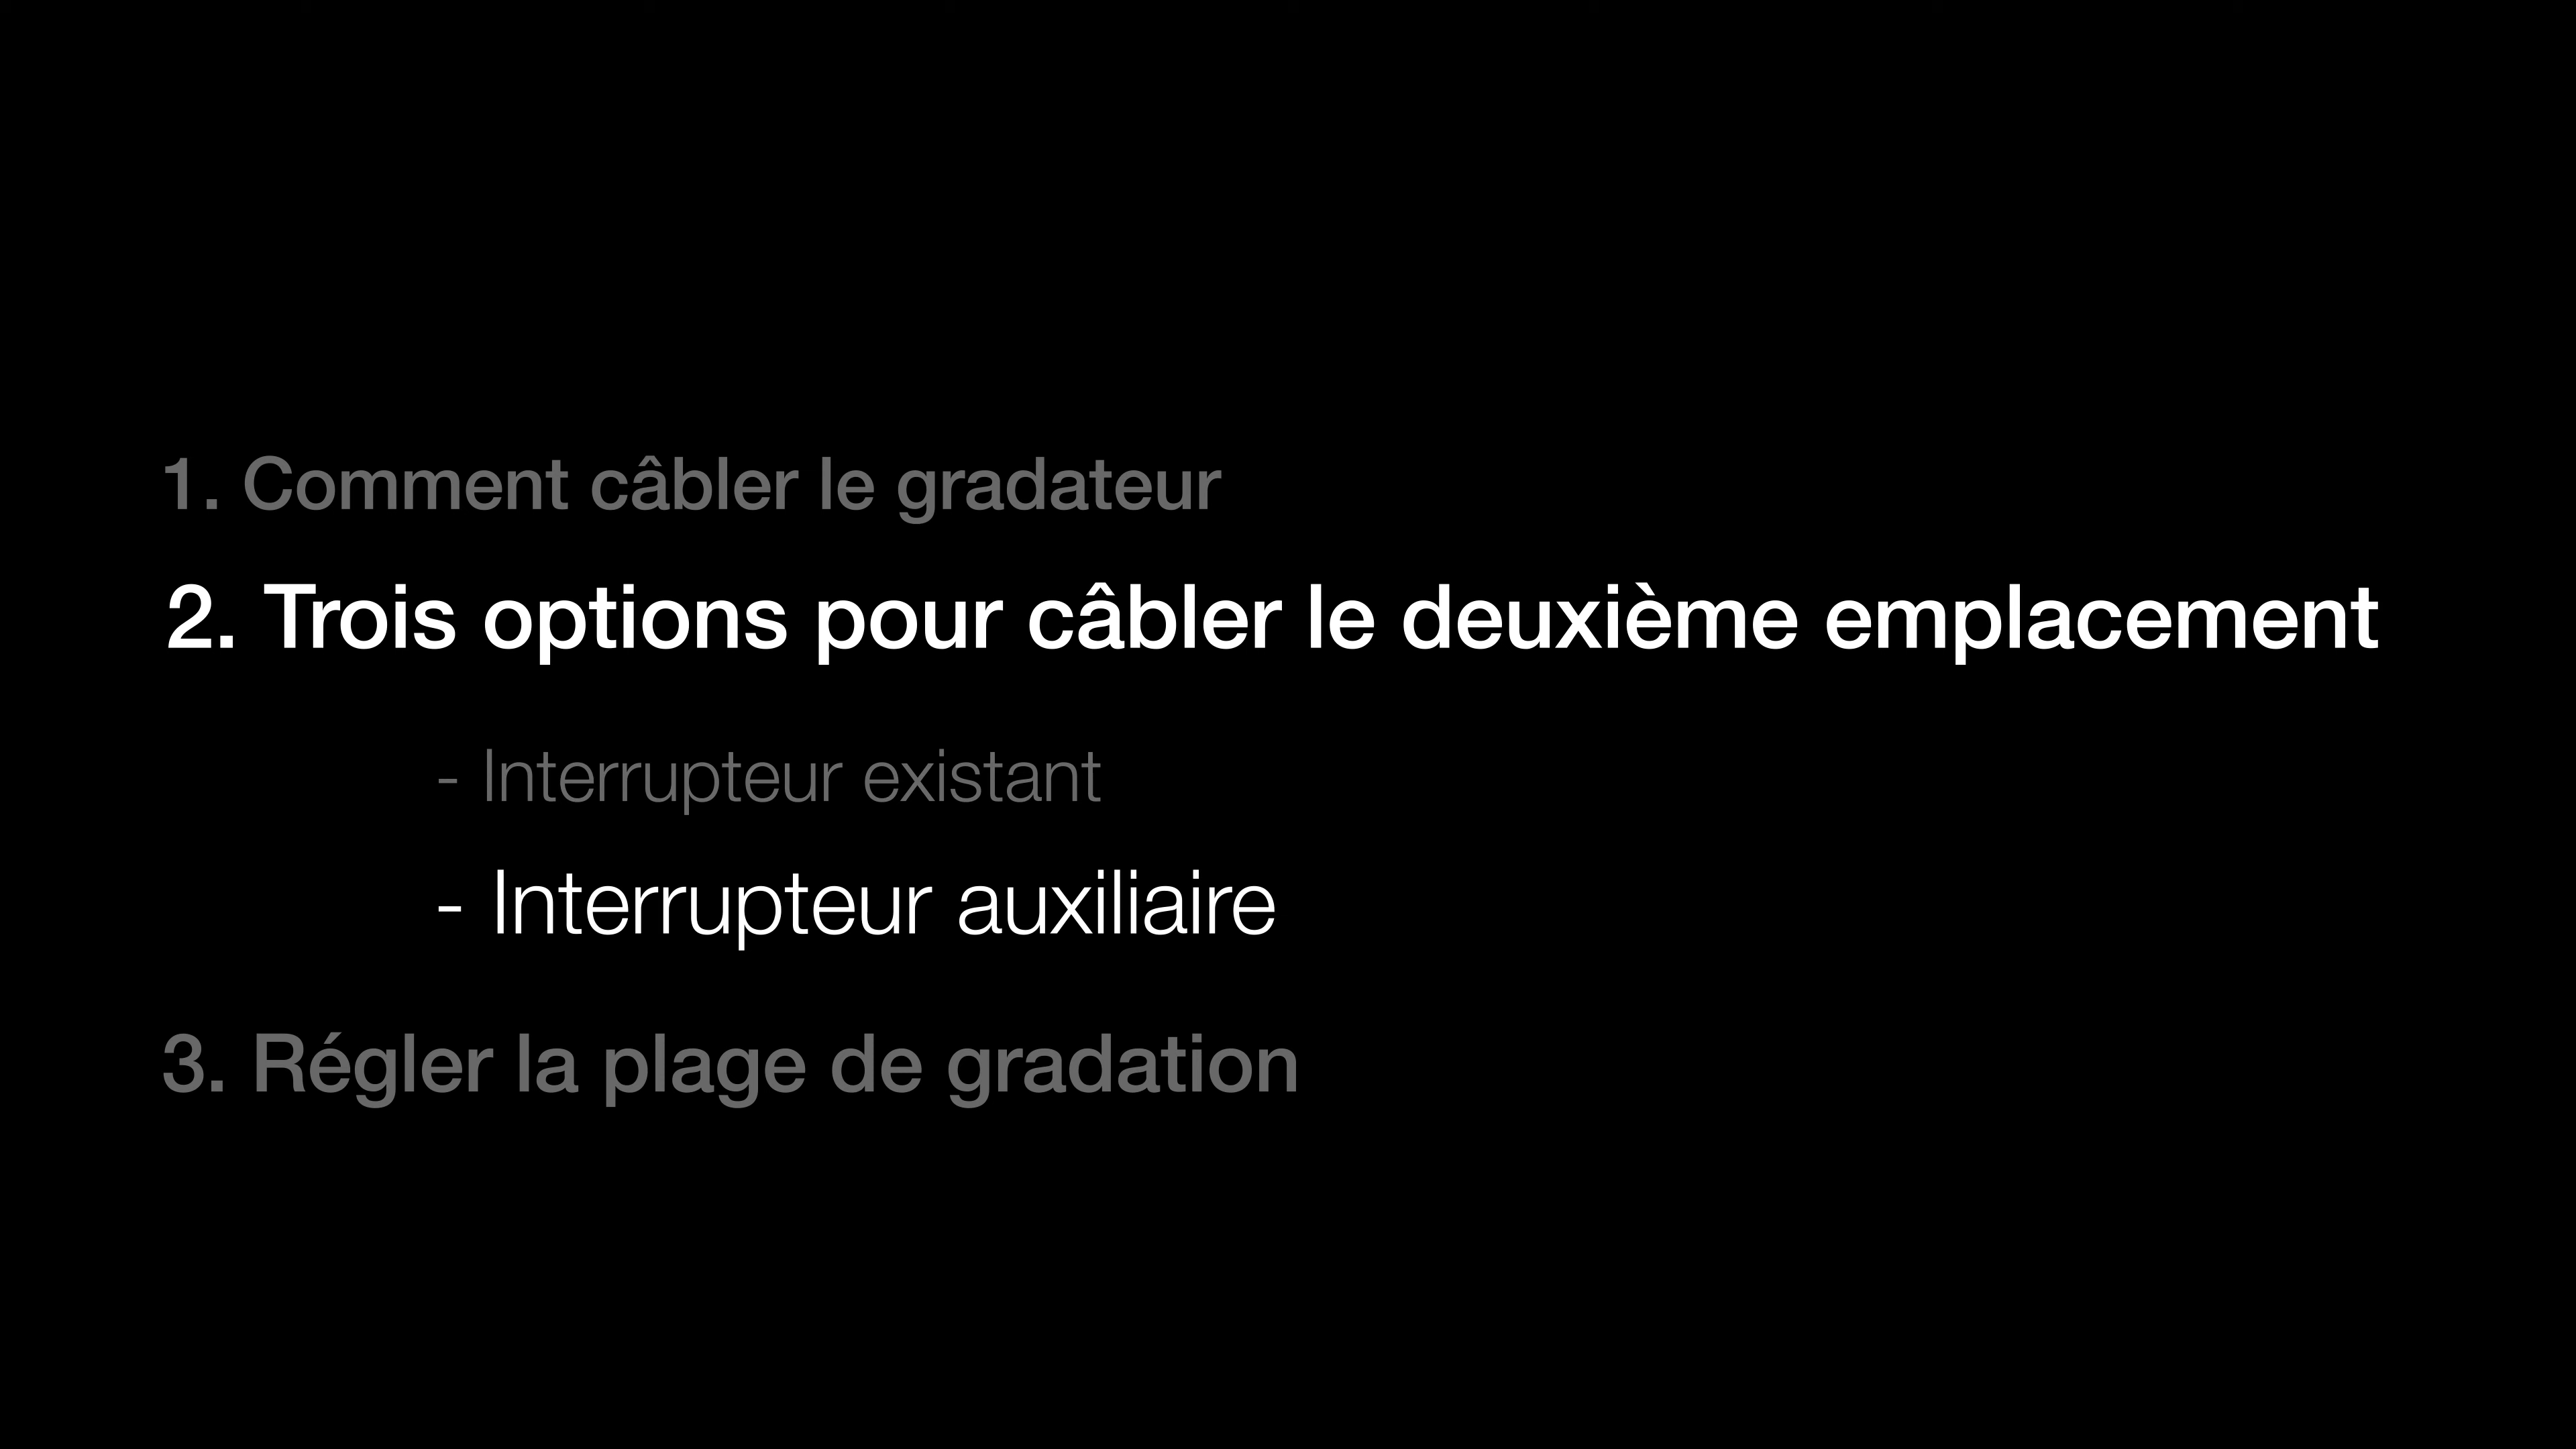 1. Comment câbler le gradateur
2. Trois options pour câbler le deuxième emplacement
- Interrupteur existant
- Interrupteur auxiliaire
3. Régler la plage de gradation